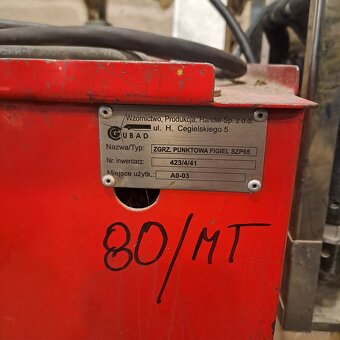 Wzornictwo, Produkcja, Handel Sp. z o.o.
ul. H. Cegielskiego 5
GUBAD
Nazwa/Typ: ZGRZ. PUNKTOWA FIGIEL SZP65
Nr. inwentarz: 423/4/41
Miejsce użytk.: A0-03
80/MT